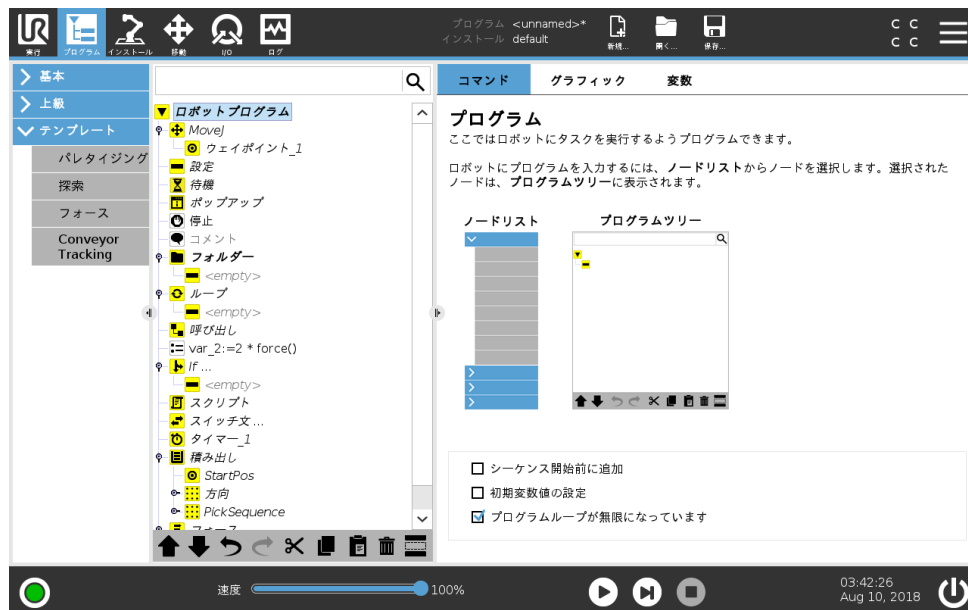 UR
実行
プログラム
インストール
移動
I/O
ログ
プログラム <unnamed>*
インストール default
新規...
開く...
保存...
C C
C C
基本
上級
テンプレート
パレタイジング
探索
フォース
Conveyor
Tracking
ロボットプログラム
MoveJ
ウェイポイント_1
設定
待機
ポップアップ
停止
コメント
フォルダー
<empty>
ループ
<empty>
呼び出し
var_2:=2 * force()
If ...
<empty>
スクリプト
スイッチ文 ...
タイマー_1
積み出し
StartPos
方向
PickSequence
フォース
コマンド
グラフィック
変数
プログラム
ここではロボットにタスクを実行するようプログラムできます。
ロボットにプログラムを入力するには、ノードリストからノードを選択します。選択された
ノードは、プログラムツリーに表示されます。
ノードリスト
プログラムツリー
シーケンス開始前に追加
初期変数値の設定
プログラムループが無限になっています
速度
100%
03:42:26
Aug 10, 2018